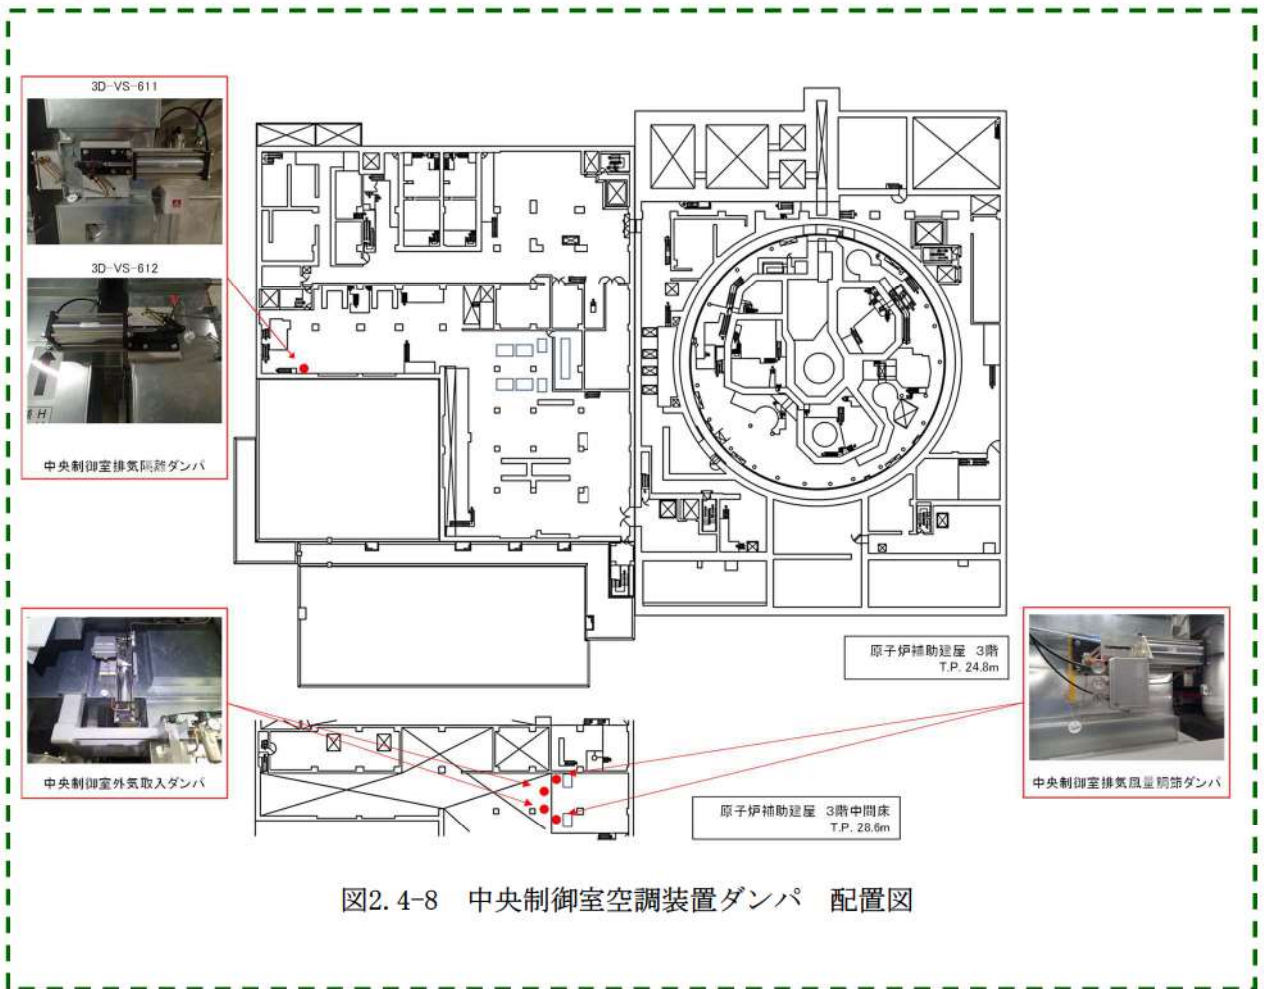 3D-VS-611
3D-VS-612
中央制御室排気隔離ダンパ
中央制御室外気取入ダンパ
原子炉補助建屋 3階
T.P. 24.8m
中央制御室排気風量調節ダンパ
原子炉補助建屋 3階中間床
T.P. 28.6m
図2.4-8 中央制御室空調装置ダンパ 配置図